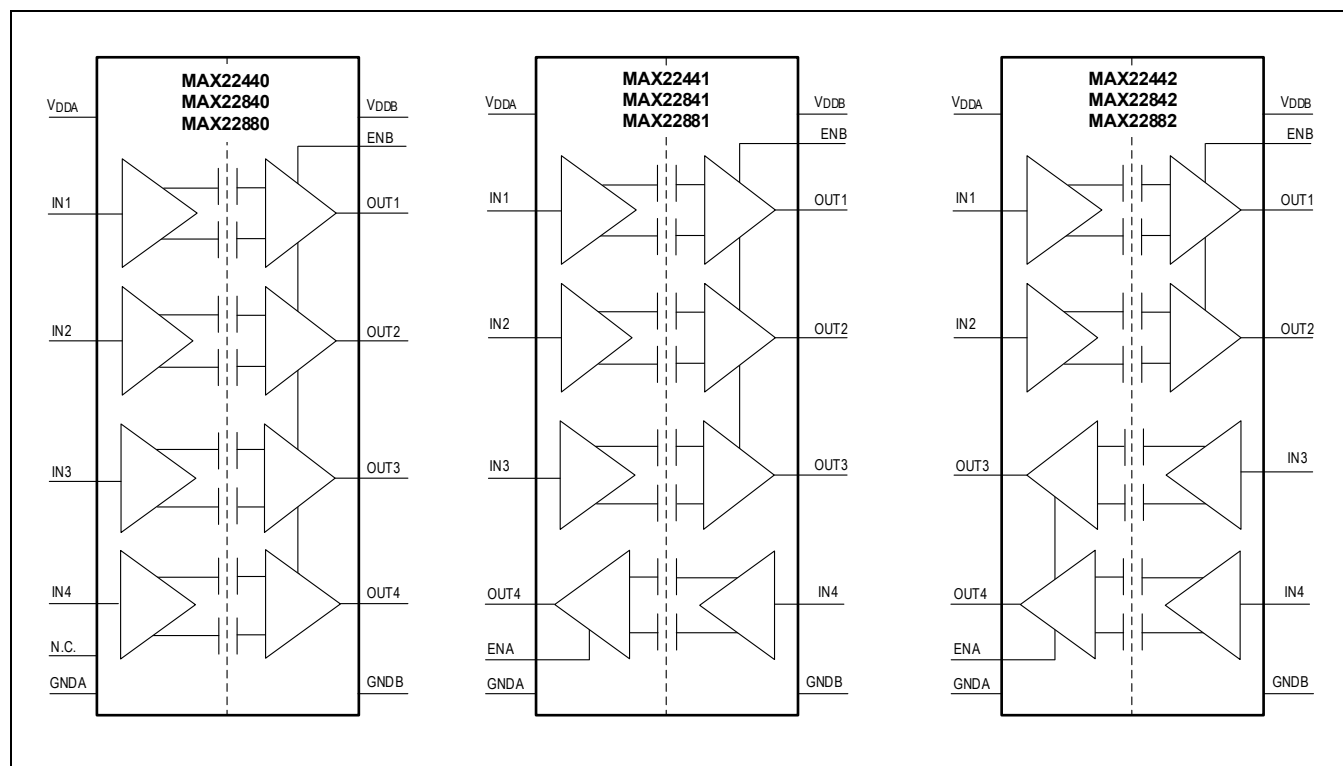 MAX22440
MAX22840
MAX22880
VDDA
VDDB
ENB
IN1
OUT1
IN2
OUT2
IN3
OUT3
IN4
OUT4
N.C.
GNDA
GNDB
MAX22441
MAX22841
MAX22881
VDDA
VDDB
ENB
IN1
OUT1
IN2
OUT2
IN3
OUT3
OUT4
IN4
ENA
GNDA
GNDB
MAX22442
MAX22842
MAX22882
VDDA
VDDB
ENB
IN1
OUT1
IN2
OUT2
OUT3
IN3
OUT4
IN4
ENA
GNDA
GNDB